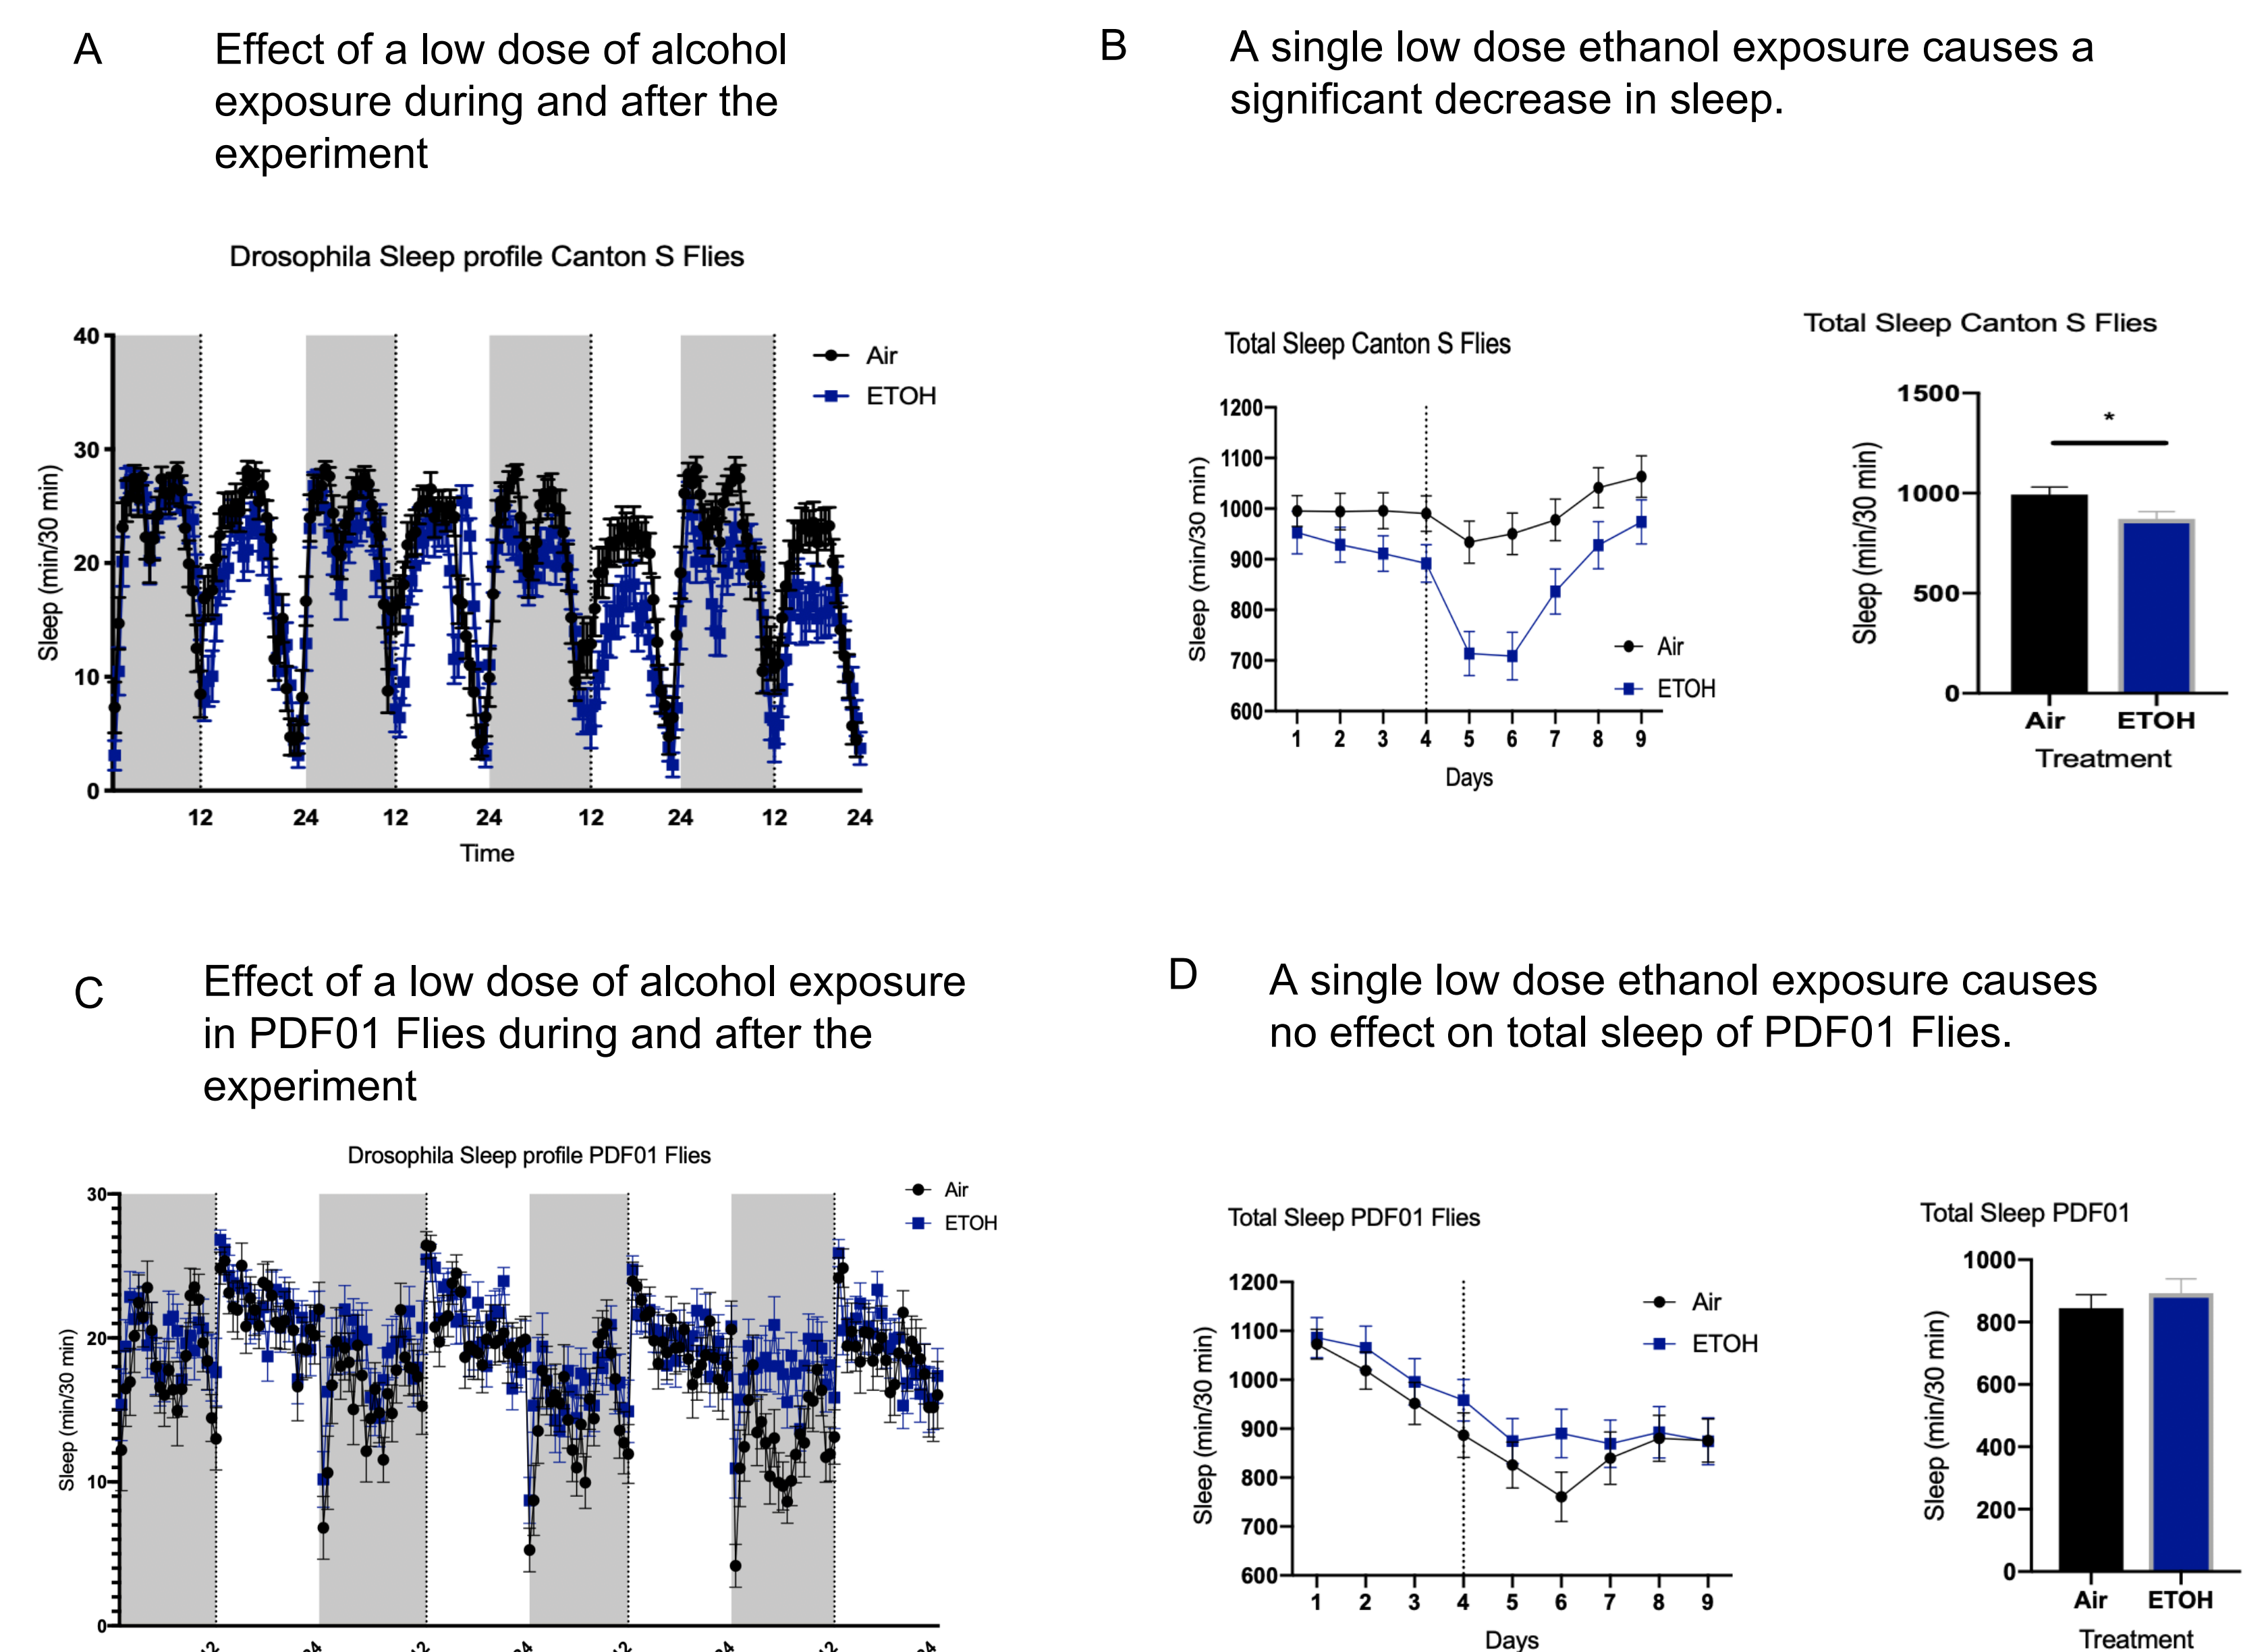 A
Effect of a low dose of alcohol
exposure during and after the
experiment
Drosophila Sleep profile Canton S Flies
40
30
20
10
0
Sleep (min/30 min)
Air
ETOH
12
24
12
24
12
24
12
24
Time
B
A single low dose ethanol exposure causes a
significant decrease in sleep.
Total Sleep Canton S Flies
1200
1100
1000
900
800
700
600
Sleep (min/30 min)
Air
ETOH
1 2 3 4 5 6 7 8 9
Days
Total Sleep Canton S Flies
1500
1000
500
0
Sleep (min/30 min)
*
Air ETOH
Treatment
C
Effect of a low dose of alcohol exposure
in PDF01 Flies during and after the
experiment
Drosophila Sleep profile PDF01 Flies
30
20
10
0
Sleep (min/30 min)
Air
ETOH
D
A single low dose ethanol exposure causes
no effect on total sleep of PDF01 Flies.
Total Sleep PDF01 Flies
1200
1100
1000
900
800
700
600
Sleep (min/30 min)
Air
ETOH
1 2 3 4 5 6 7 8 9
Days
Total Sleep PDF01
1000
800
600
400
200
0
Sleep (min/30 min)
Air ETOH
Treatment